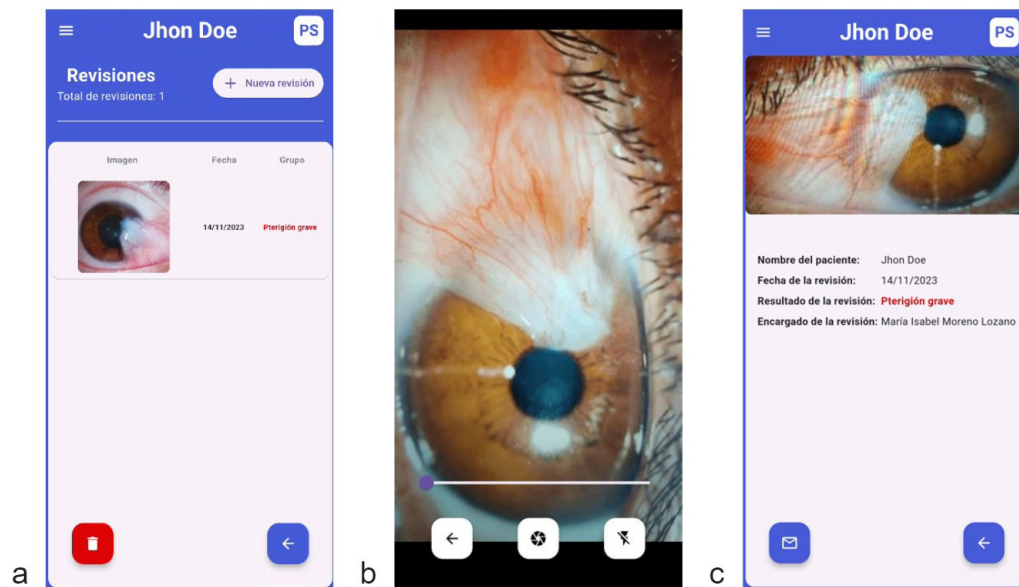 Jhon Doe
PS
Revisiones
Total de revisiones: 1
+ Nueva revisión
Imagen Fecha Grupo
14/11/2023 Pterigión grave
a
b
Jhon Doe
PS
Nombre del paciente: Jhon Doe
Fecha de la revisión: 14/11/2023
Resultado de la revisión: Pterigión grave
Encargado de la revisión: María Isabel Moreno Lozano
c